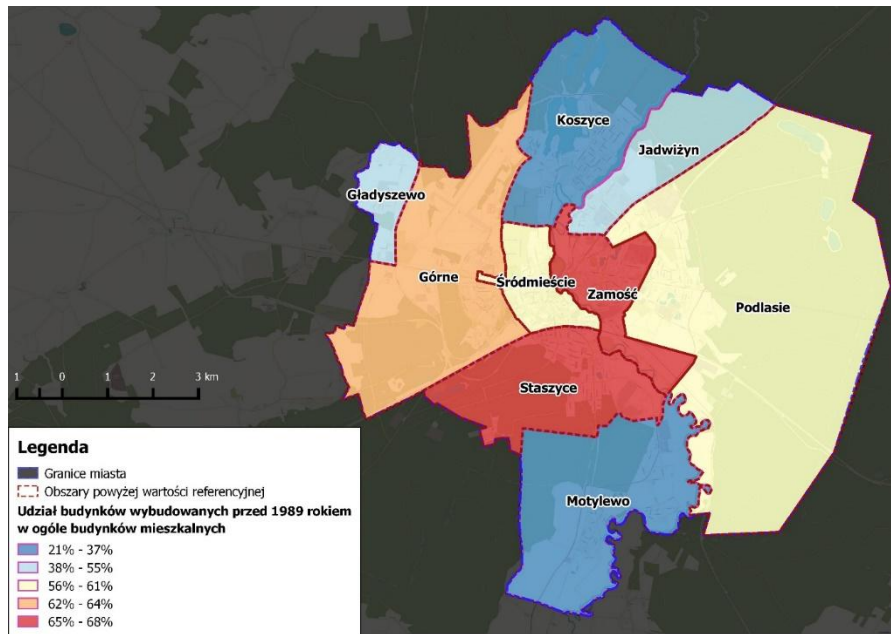 Koszyce
Jadwiżyn
Gładyszewo
Górne
Śródmieście
Zamość
Podlasie
Staszyce
Motylewo
1 0 1 2 3 km
Legenda
Granice miasta
Obszary powyżej wartości referencyjnej
Udział budynków wybudowanych przed 1989 rokiem
w ogóle budynków mieszkalnych
21% - 37%
38% - 55%
56% - 61%
62% - 64%
65% - 68%